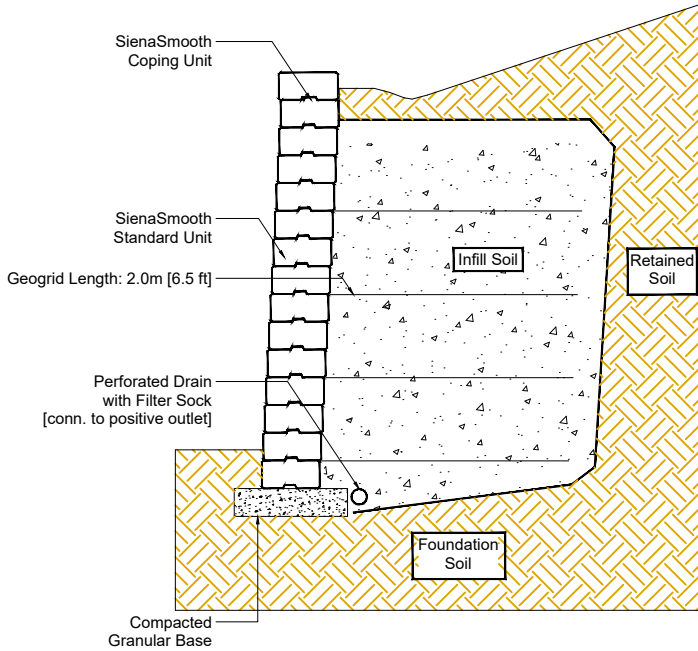 SienaSmooth
Coping Unit
SienaSmooth
Standard Unit
Infill Soil
Retained
Soil
Geogrid Length: 2.0m [6.5 ft]
Perforated Drain
with Filter Sock
[conn. to positive outlet]
Foundation
Soil
Compacted
Granular Base